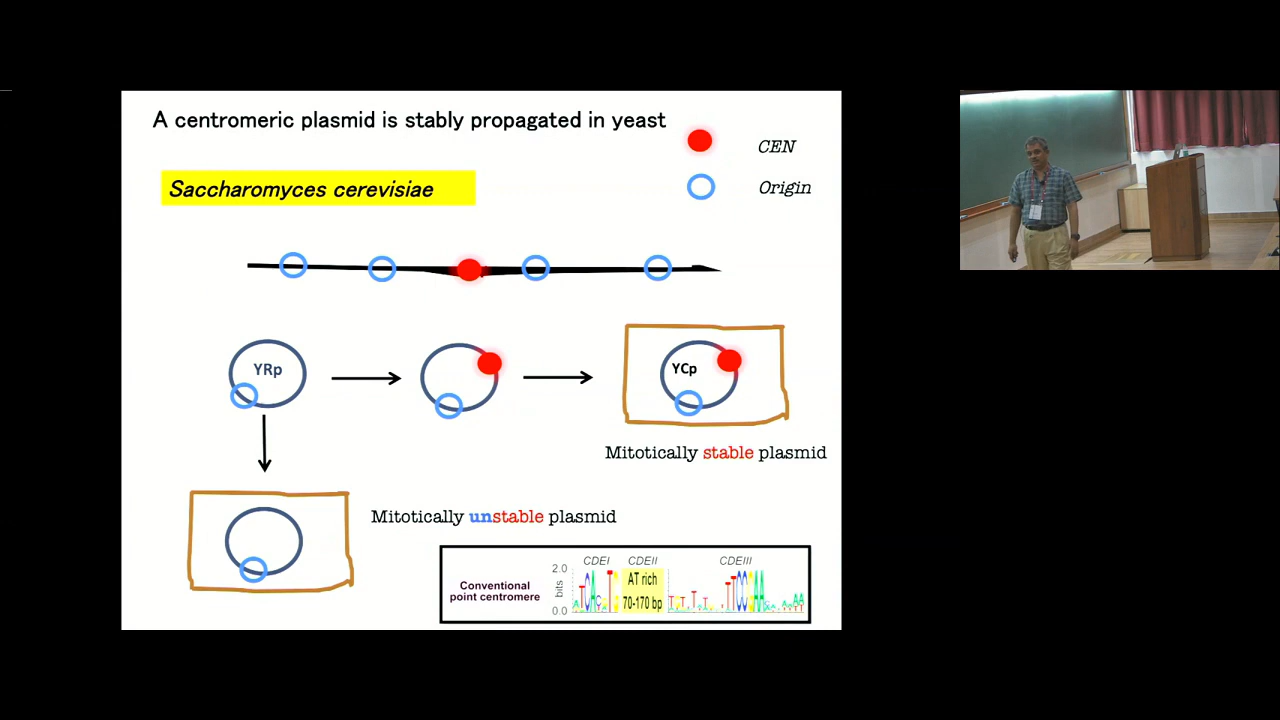 A centromeric plasmid is stably propagated in yeast
CEN
Saccharomyces cerevisiae
Origin
YRp
YCp
Mitotically stable plasmid
Mitotically unstable plasmid
CDEI CDEII CDEIII
Conventional
point centromere
2.0
bits
0.0
AT rich
70-170 bp